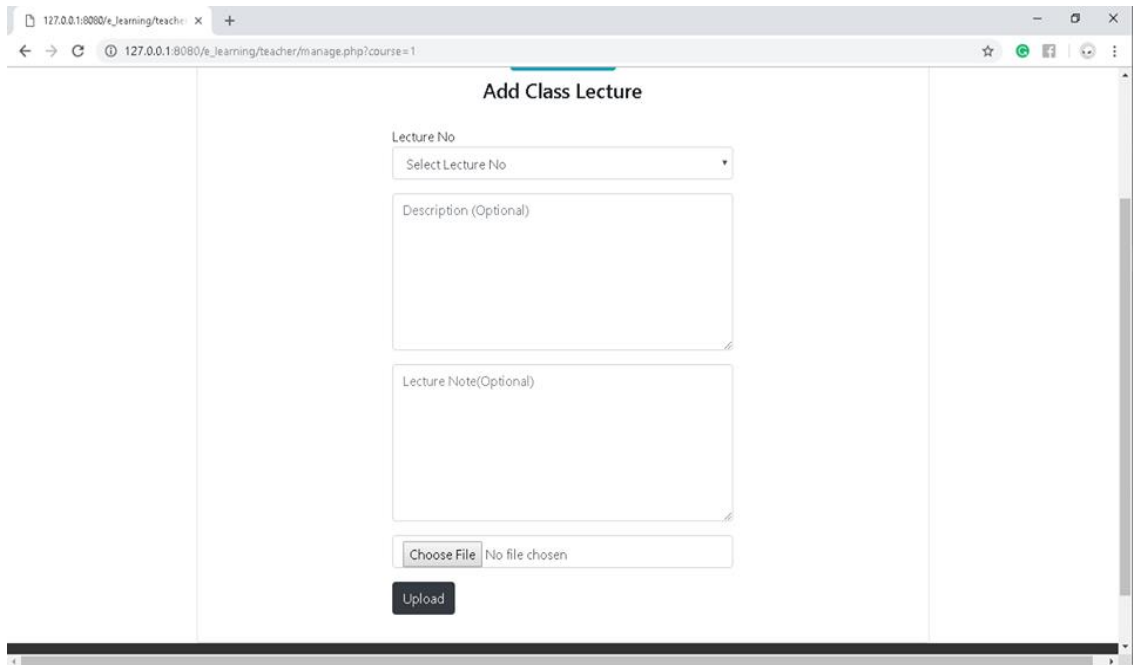 127.0.0.1:8080/e_learning/teache
127.0.0.1:8080/e_learning/teacher/manage.php?course=1
Add Class Lecture
Lecture No
Select Lecture No
Description (Optional)
Lecture Note(Optional)
Choose File No file chosen
Upload